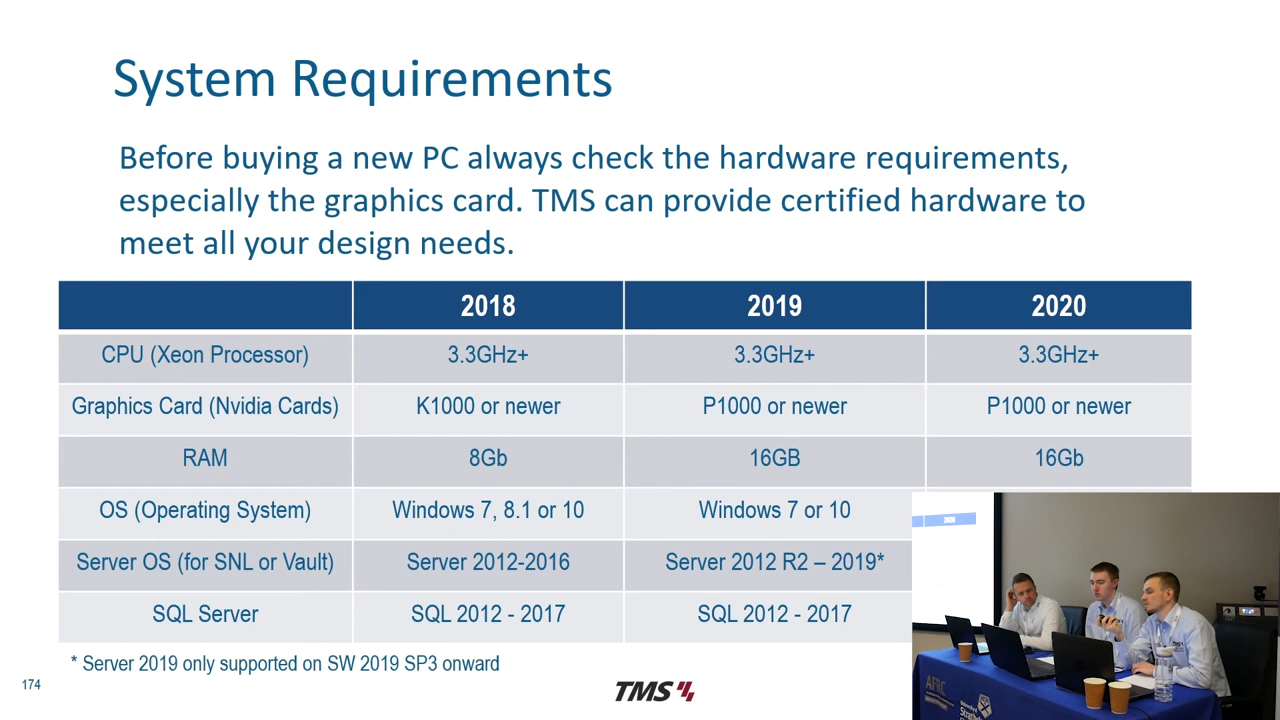 System Requirements
Before buying a new PC always check the hardware requirements,
especially the graphics card. TMS can provide certified hardware to
meet all your design needs.
2018 2019 2020
CPU (Xeon Processor) 3.3GHz+ 3.3GHz+ 3.3GHz+
Graphics Card (Nvidia Cards) K1000 or newer P1000 or newer P1000 or newer
RAM 8Gb 16GB 16Gb
OS (Operating System) Windows 7, 8.1 or 10 Windows 7 or 10
Server OS (for SNL or Vault) Server 2012-2016 Server 2012 R2 – 2019*
SQL Server SQL 2012 - 2017 SQL 2012 - 2017
* Server 2019 only supported on SW 2019 SP3 onward
174
TMS
2020
AFRC